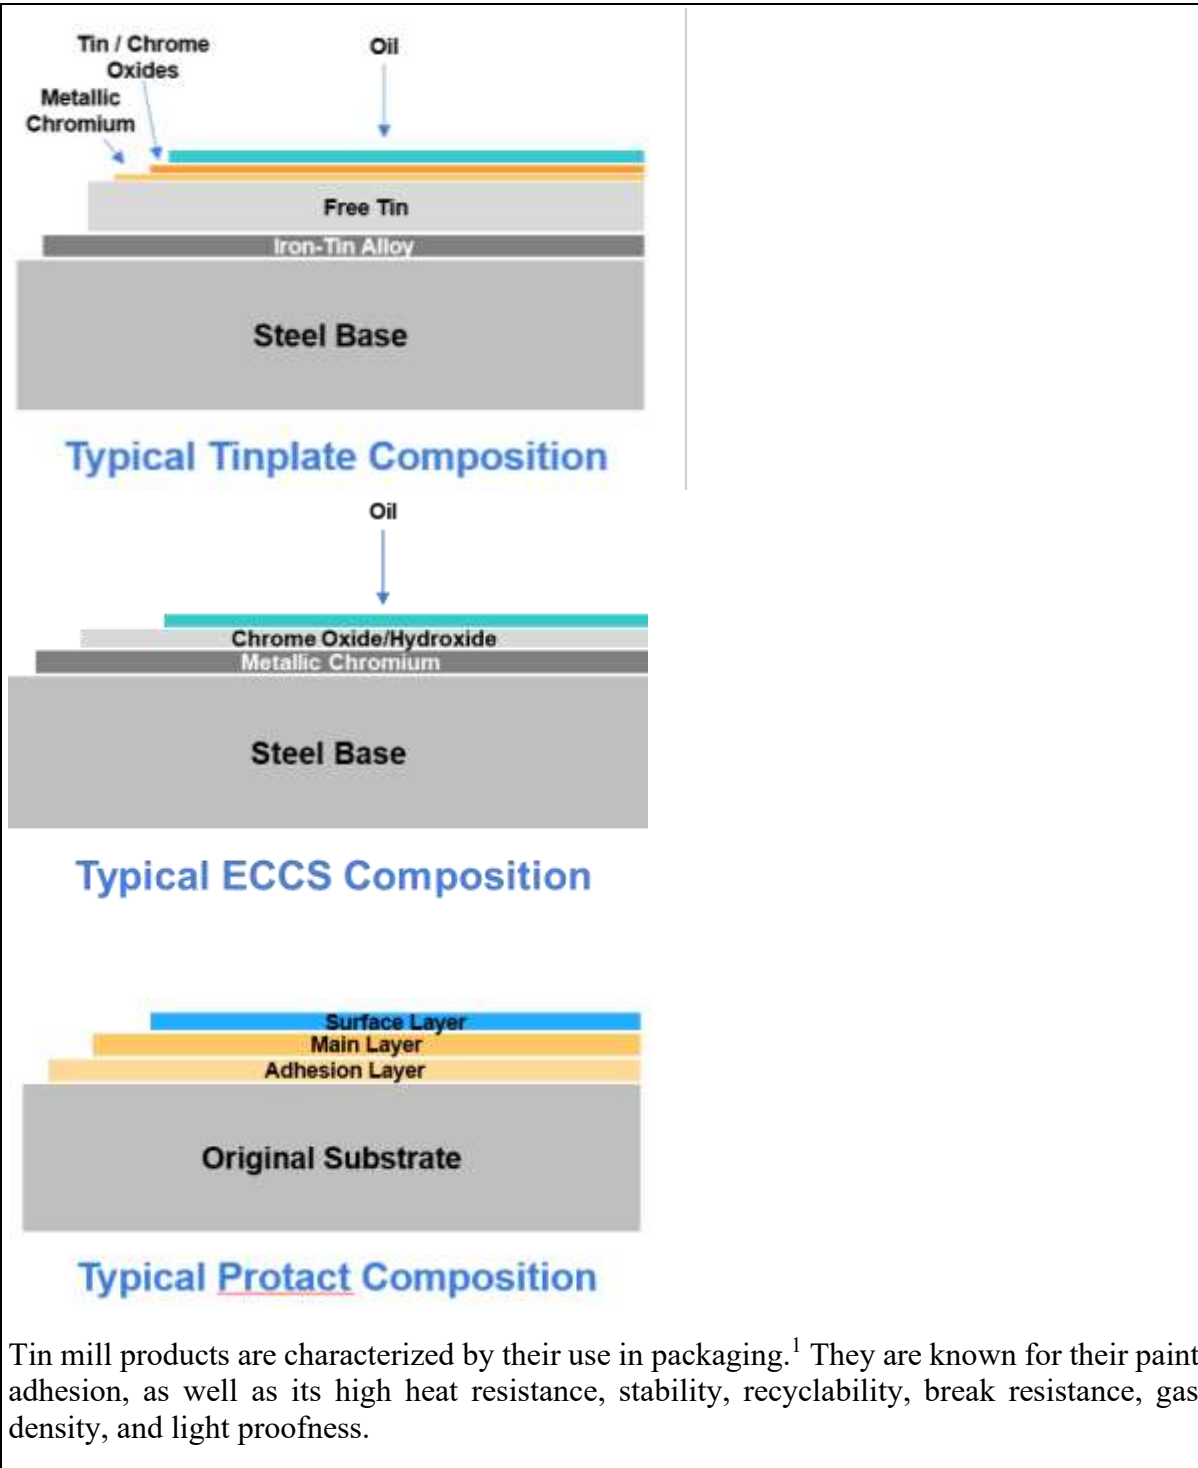 Tin / Chrome
Oxides
Oil
Metallic
Chromium
Free Tin
Iron-Tin Alloy
Steel Base
Typical Tinplate Composition
Oil
Chrome Oxide/Hydroxide
Metallic Chromium
Steel Base
Typical ECCS Composition
Surface Layer
Main Layer
Adhesion Layer
Original Substrate
Typical Protact Composition
Tin mill products are characterized by their use in packaging.1 They are known for their paint
adhesion, as well as its high heat resistance, stability, recyclability, break resistance, gas
density, and light proofness.